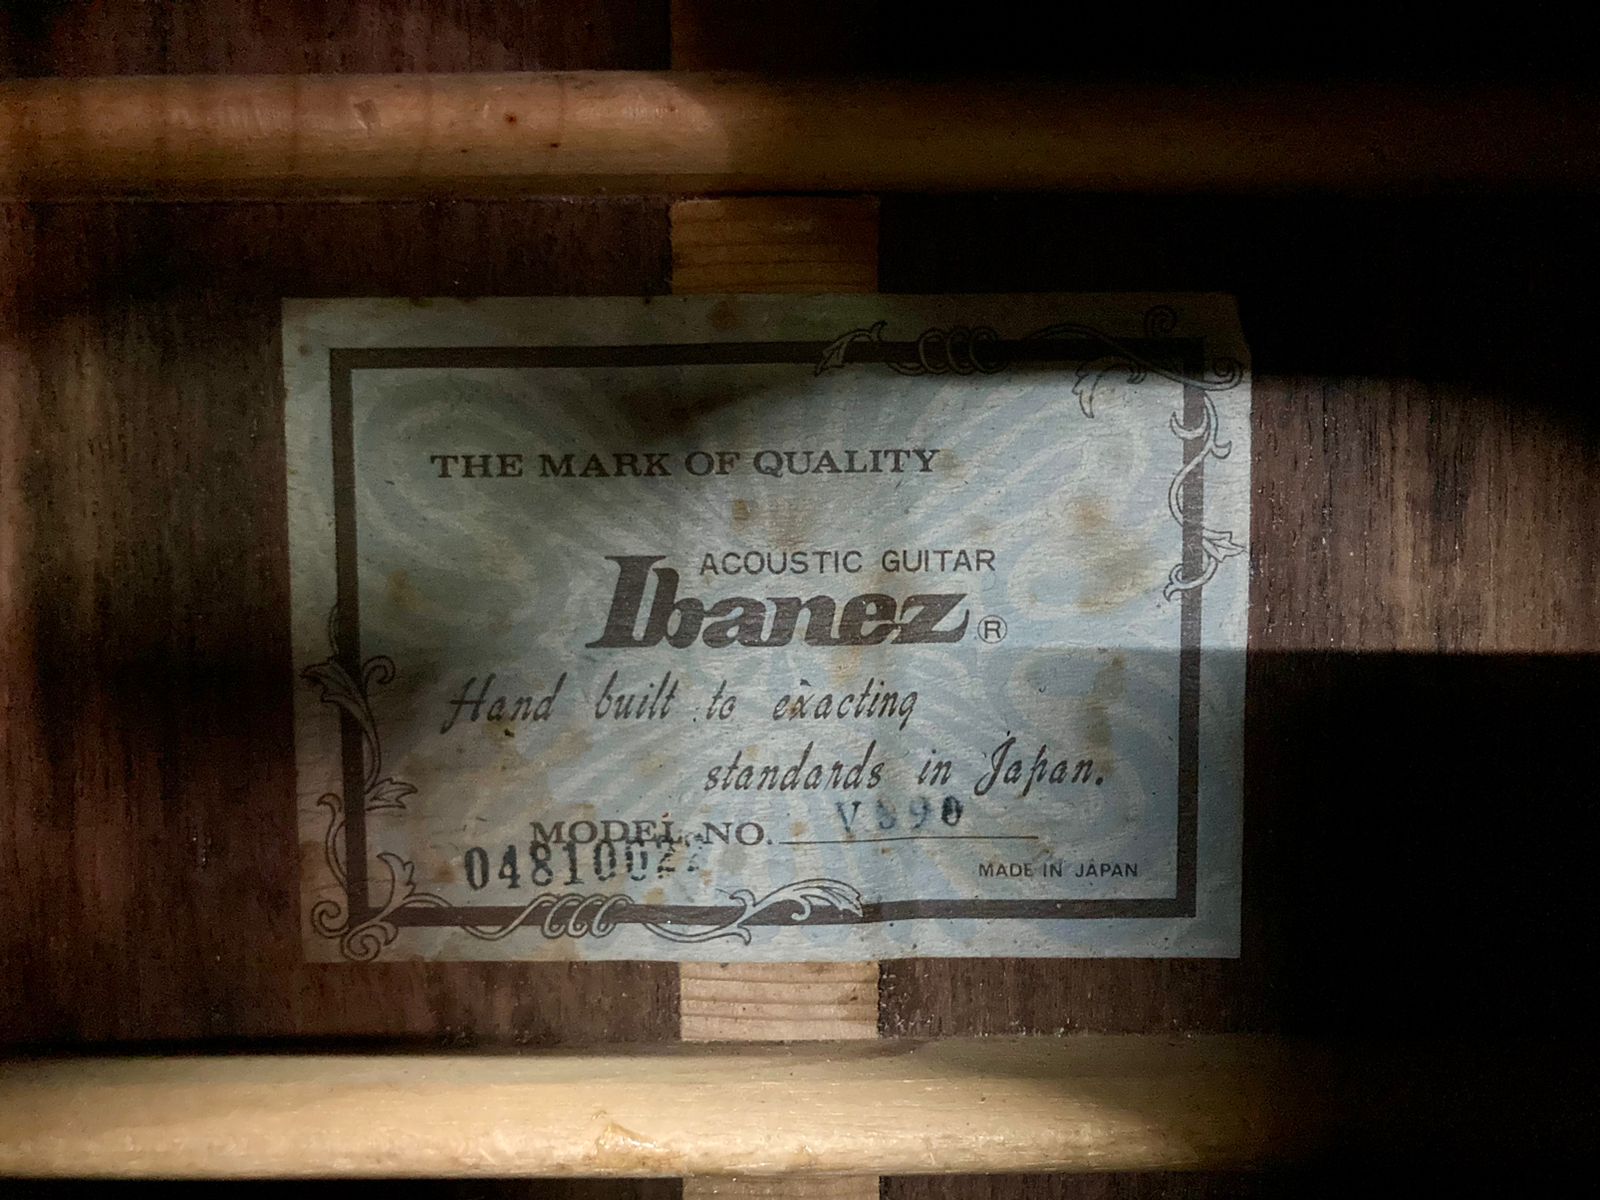 THE MARK OF QUALITY
ACOUSTIC GUITAR
Ibanez ®
Hand built to exacting
standards in Japan.
MODEL NO. V890
MADE IN JAPAN